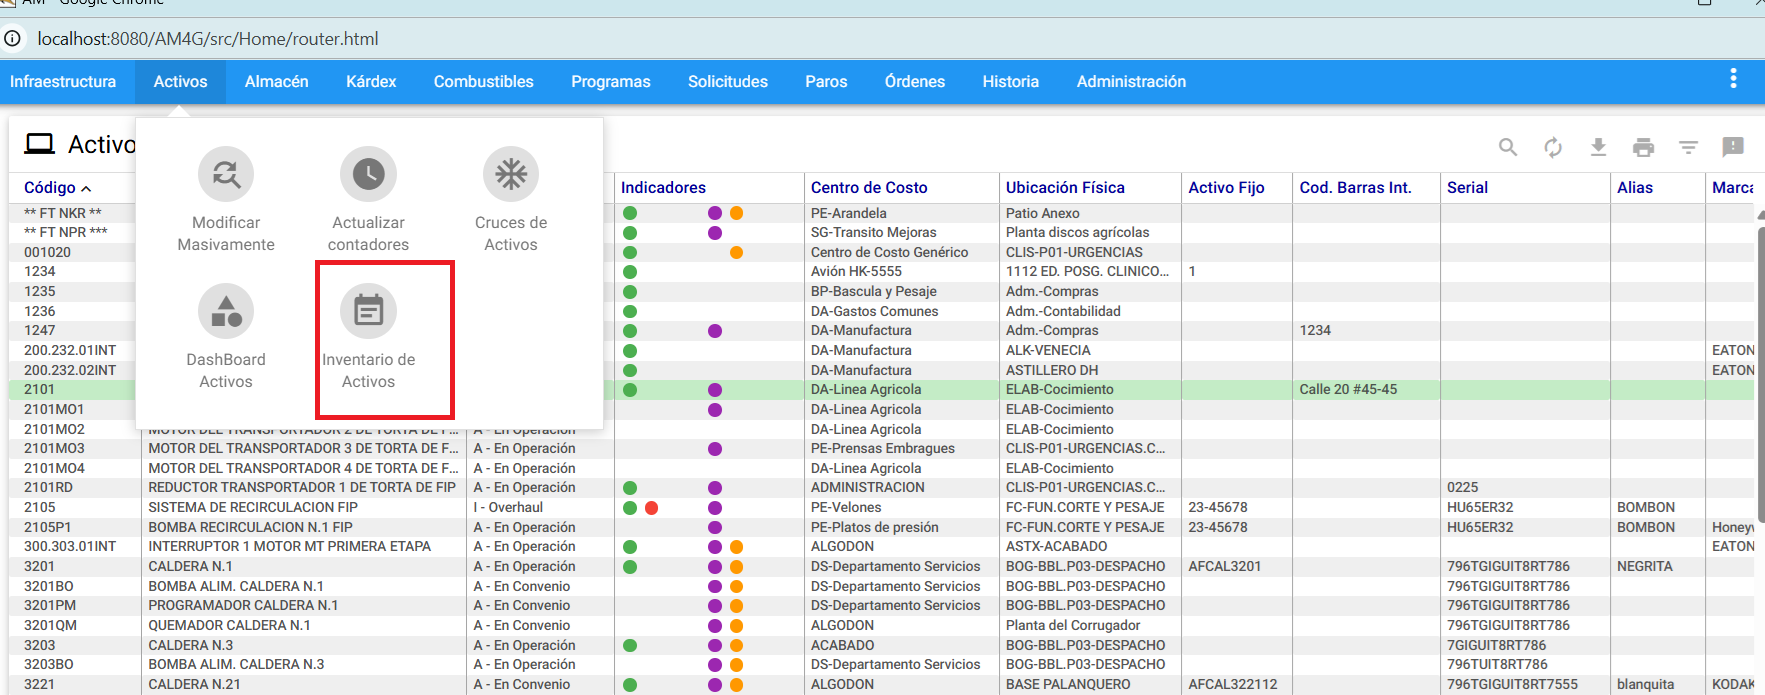 AM - Google Chrome
localhost:8080/AM4G/src/Home/router.html
Infraestructura Activos Almacén Kárdex Combustibles Programas Solicitudes Paros Órdenes Historia Administración
Activo
Modificar Masivamente
Actualizar contadores
Cruces de Activos
DashBoard Activos
Inventario de Activos
Código Indicadores Centro de Costo Ubicación Física Activo Fijo Cod. Barras Int. Serial Alias Marca
** FT NKR ** PE-Arandela Patio Anexo
** FT NPR *** SG-Transito Mejoras Planta discos agrícolas
001020 Centro de Costo Genérico CLIS-P01-URGENCIAS
1234 Avión HK-5555 1112 ED. POSG. CLINICO... 1
1235 BP-Bascula y Pesaje Adm.-Compras
1236 DA-Gastos Comunes Adm.-Contabilidad
1247 DA-Manufactura Adm.-Compras 1234
200.232.01INT DA-Manufactura ALK-VENECIA EATON
200.232.02INT DA-Manufactura ASTILLERO DH EATON
2101 DA-Linea Agricola ELAB-Cocimiento Calle 20 #45-45
2101MO1 DA-Linea Agricola ELAB-Cocimiento
2101MO2 MOTOR DEL TRANSPORTADOR 2 DE TORTA DE F... A - En Operación DA-Linea Agricola ELAB-Cocimiento
2101MO3 MOTOR DEL TRANSPORTADOR 3 DE TORTA DE F... A - En Operación PE-Prensas Embragues CLIS-P01-URGENCIAS.C...
2101MO4 MOTOR DEL TRANSPORTADOR 4 DE TORTA DE F... A - En Operación DA-Linea Agricola ELAB-Cocimiento
2101RD REDUCTOR TRANSPORTADOR 1 DE TORTA DE FIP A - En Operación ADMINISTRACION CLIS-P01-URGENCIAS.C... 0225
2105 SISTEMA DE RECIRCULACION FIP I - Overhaul PE-Velones FC-FUN.CORTE Y PESAJE 23-45678 HU65ER32 BOMBON
2105P1 BOMBA RECIRCULACION N.1 FIP A - En Operación PE-Platos de presión FC-FUN.CORTE Y PESAJE 23-45678 HU65ER32 BOMBON Honeyw
300.303.01INT INTERRUPTOR 1 MOTOR MT PRIMERA ETAPA A - En Operación ALGODON ASTX-ACABADO EATON
3201 CALDERA N.1 A - En Operación DS-Departamento Servicios BOG-BBL.P03-DESPACHO AFCAL3201 796TGIGUIT8RT786 NEGRITA
3201BO BOMBA ALIM. CALDERA N.1 A - En Convenio DS-Departamento Servicios BOG-BBL.P03-DESPACHO 796TGIGUIT8RT786
3201PM PROGRAMADOR CALDERA N.1 A - En Convenio DS-Departamento Servicios BOG-BBL.P03-DESPACHO 796TGIGUIT8RT786
3201QM QUEMADOR CALDERA N.1 A - En Convenio ALGODON Planta del Corrugador 796TGIGUIT8RT786
3203 CALDERA N.3 A - En Operación ACABADO BOG-BBL.P03-DESPACHO 7GIGUIT8RT786
3203BO BOMBA ALIM. CALDERA N.3 A - En Operación DS-Departamento Servicios BOG-BBL.P03-DESPACHO 796TUIT8RT786
3221 CALDERA N.21 A - En Convenio ALGODON BASE PALANQUERO AFCAL322112 796TGIGUIT8RT7555 blanquita KODAK